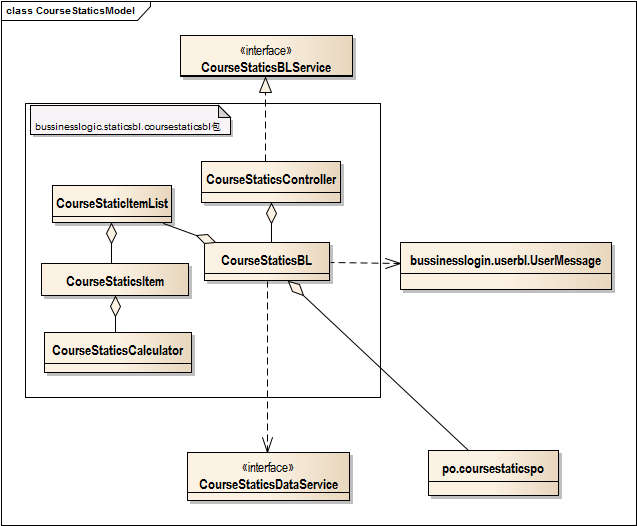 class CourseStaticsModel
«interface»
CourseStaticsBLService
bussinesslogic.staticsbl.coursestaticsbl包
CourseStaticsController
CourseStaticItemList
CourseStaticsBL
bussinesslogin.userbl.UserMessage
CourseStaticsItem
CourseStaticsCalculator
«interface»
CourseStaticsDataService
po.coursestaticspo